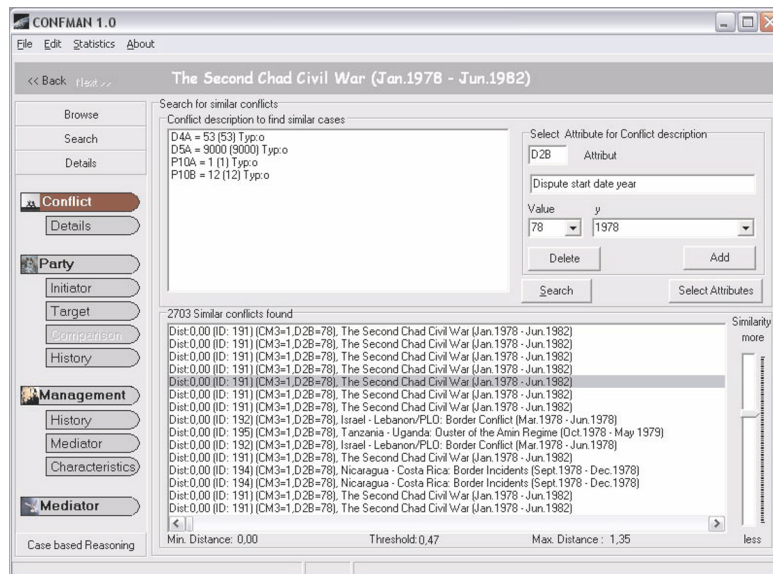 CONFMAN 1.0
File Edit Statistics About
<< Back Next >> The Second Chad Civil War (Jan.1978 - Jun.1982)
Browse
Search
Details
Conflict
Details
Party
Initiator
Target
Comparison
History
Management
History
Mediator
Characteristics
Mediator
Case based Reasoning
Search for similar conflicts
Conflict description to find similar cases
D4A = 53 (53) Typ:o
D5A = 9000 (9000) Typ:o
P10A = 1 (1) Typ:o
P10B = 12 (12) Typ:o
Select Attribute for Conflict description
D2B Attribut
Dispute start date year
Value y
78 1978
Delete Add
Search Select Attributes
2703 Similar conflicts found
Dist:0,00 (ID: 191) (CM3=1,D2B=78), The Second Chad Civil War (Jan.1978 - Jun.1982)
Dist:0,00 (ID: 191) (CM3=1,D2B=78), The Second Chad Civil War (Jan.1978 - Jun.1982)
Dist:0,00 (ID: 191) (CM3=1,D2B=78), The Second Chad Civil War (Jan.1978 - Jun.1982)
Dist:0,00 (ID: 191) (CM3=1,D2B=78), The Second Chad Civil War (Jan.1978 - Jun.1982)
Dist:0,00 (ID: 191) (CM3=1,D2B=78), The Second Chad Civil War (Jan.1978 - Jun.1982)
Dist:0,00 (ID: 191) (CM3=1,D2B=78), The Second Chad Civil War (Jan.1978 - Jun.1982)
Dist:0,00 (ID: 191) (CM3=1,D2B=78), The Second Chad Civil War (Jan.1978 - Jun.1982)
Dist:0,00 (ID: 192) (CM3=1,D2B=78), Israel - Lebanon/PLO: Border Conflict (Mar.1978 - Jun.1978)
Dist:0,00 (ID: 195) (CM3=1,D2B=78), Tanzania - Uganda: Ouster of the Amin Regime (Oct.1978 - May 1979)
Dist:0,00 (ID: 192) (CM3=1,D2B=78), Israel - Lebanon/PLO: Border Conflict (Mar.1978 - Jun.1978)
Dist:0,00 (ID: 191) (CM3=1,D2B=78), The Second Chad Civil War (Jan.1978 - Jun.1982)
Dist:0,00 (ID: 194) (CM3=1,D2B=78), Nicaragua - Costa Rica: Border Incidents (Sept.1978 - Dec.1978)
Dist:0,00 (ID: 194) (CM3=1,D2B=78), Nicaragua - Costa Rica: Border Incidents (Sept.1978 - Dec.1978)
Dist:0,00 (ID: 191) (CM3=1,D2B=78), The Second Chad Civil War (Jan.1978 - Jun.1982)
Dist:0,00 (ID: 191) (CM3=1,D2B=78), The Second Chad Civil War (Jan.1978 - Jun.1982)
Min. Distance: 0,00 Threshold: 0,47 Max. Distance : 1,35
Similarity
more
less